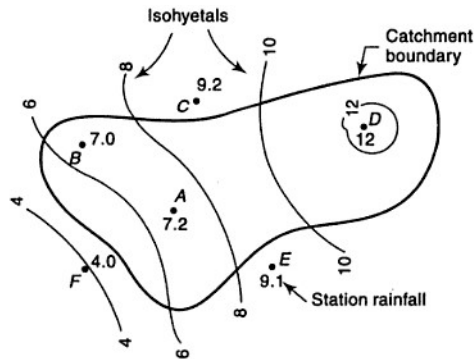 Isohyetals
Catchment
boundary
10
8
9.2
C
6
12
D
12
7.0
B
A
7.2
4
4.0
F
E
9.1
10
8
Station rainfall
6
4